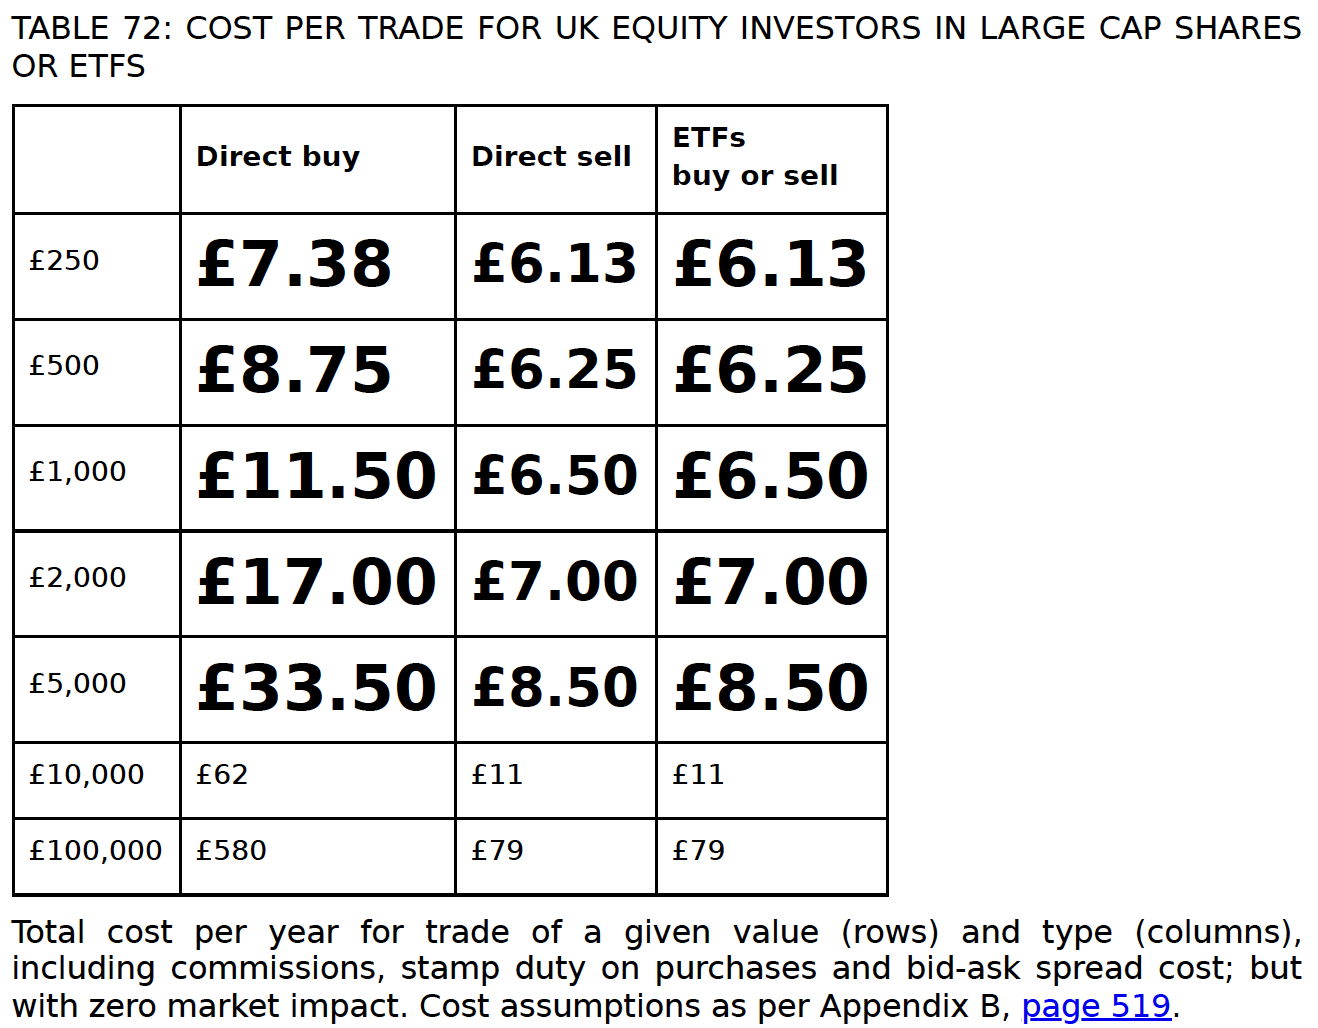 TABLE 72: COST PER TRADE FOR UK EQUITY INVESTORS IN LARGE CAP SHARES
OR ETFS
Direct buy Direct sell ETFs
buy or sell
£250 £7.38 £6.13 £6.13
£500 £8.75 £6.25 £6.25
£1,000 £11.50 £6.50 £6.50
£2,000 £17.00 £7.00 £7.00
£5,000 £33.50 £8.50 £8.50
£10,000 £62 £11 £11
£100,000 £580 £79 £79
Total cost per year for trade of a given value (rows) and type (columns),
including commissions, stamp duty on purchases and bid-ask spread cost; but
with zero market impact. Cost assumptions as per Appendix B, page 519.